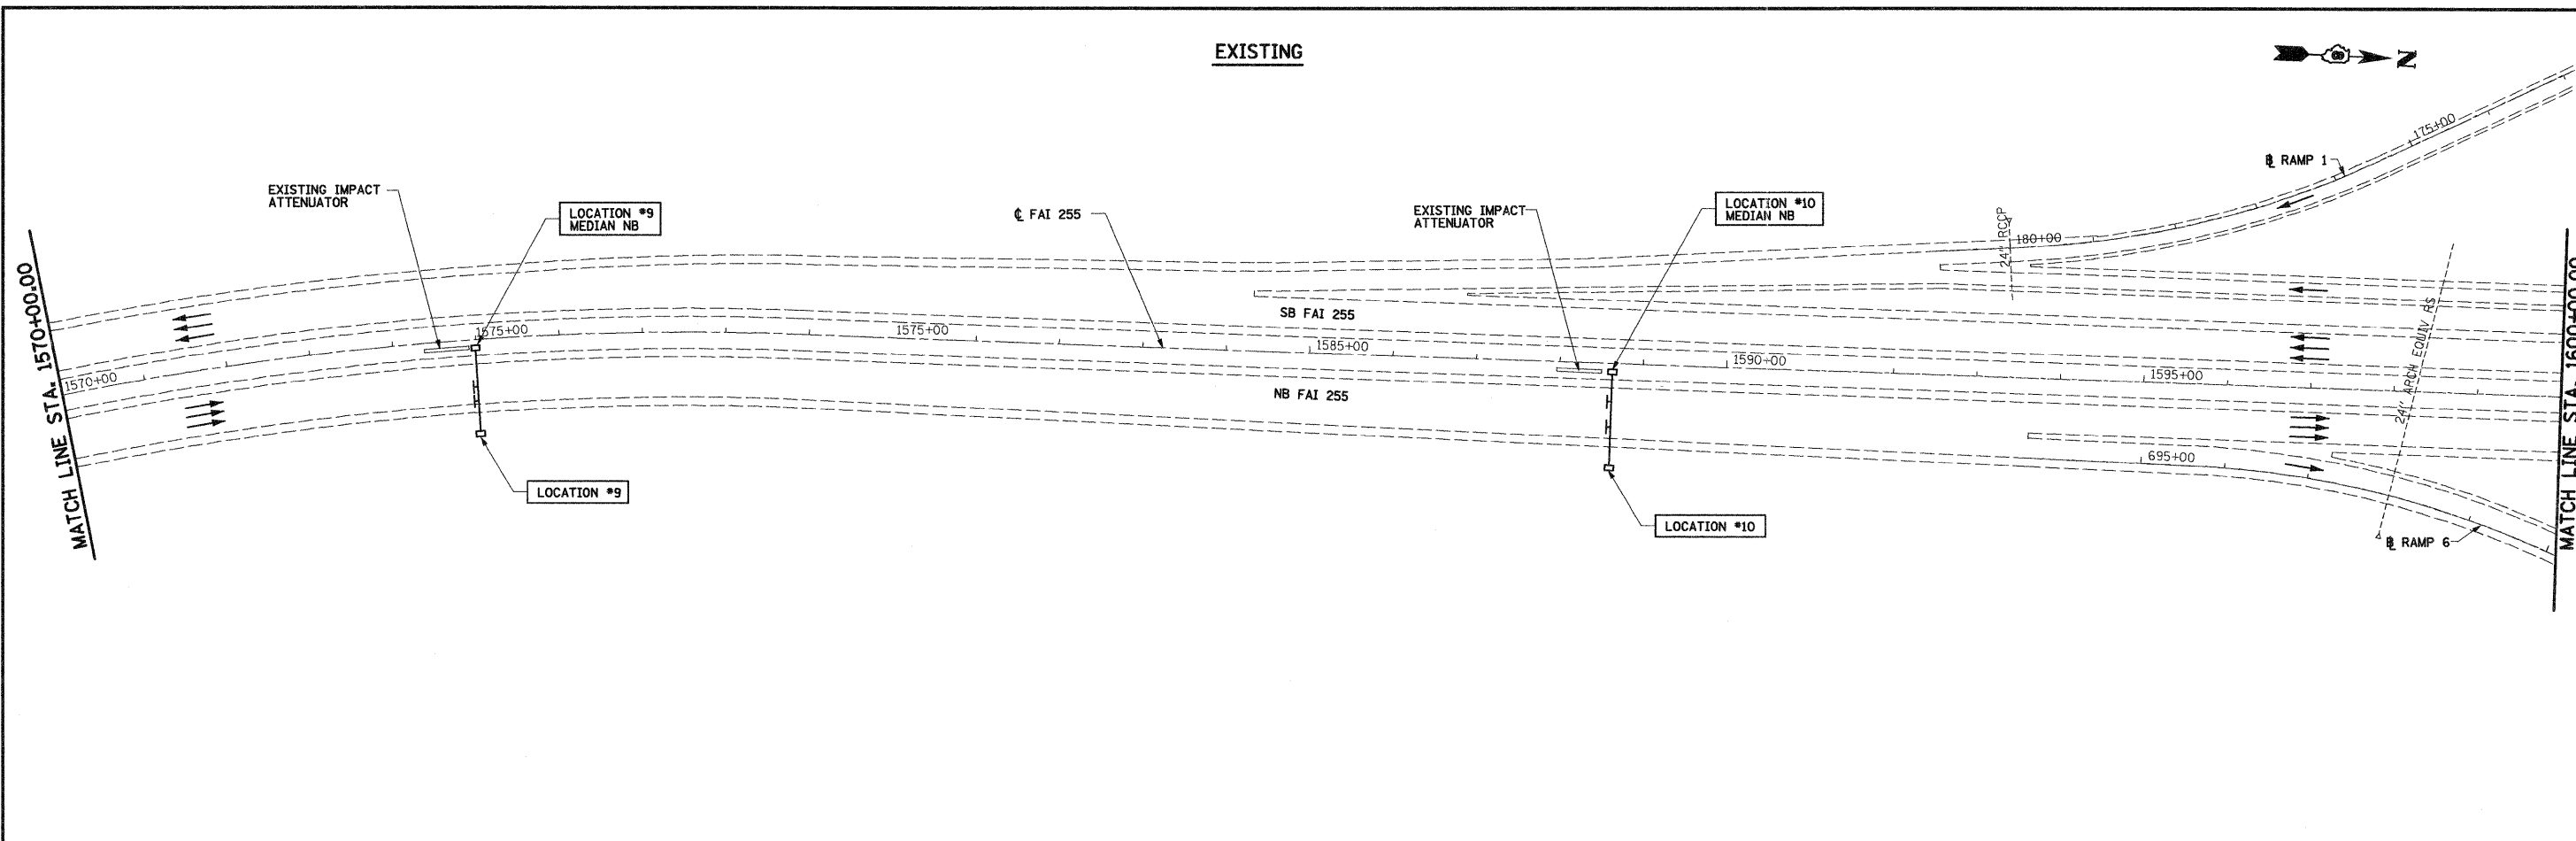 EXISTING
N
175+00
℄ RAMP 1
EXISTING IMPACT
ATTENUATOR
LOCATION #9
MEDIAN NB
℄ FAI 255
EXISTING IMPACT
ATTENUATOR
LOCATION #10
MEDIAN NB
24" RCCP
180+00
MATCH LINE STA. 1570+00.00
SB FAI 255
1575+00
1575+00
1585+00
1590+00
1595+00
1570+00
24" ARCH EQUIV RS
MATCH LINE STA. 1600+00.00
NB FAI 255
695+00
LOCATION #9
LOCATION #10
℄ RAMP 6